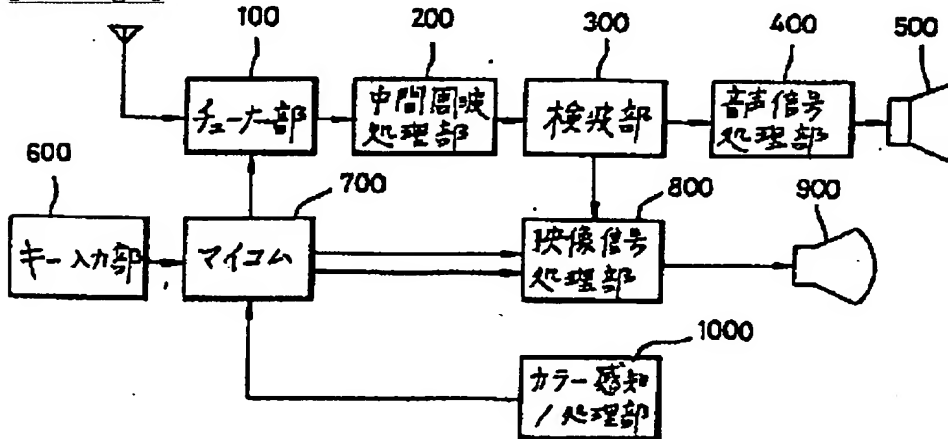 100
200
300
400
500
チューナー部
中間周波
処理部
検波部
音声信号
処理部
600
700
800
900
キー入力部
マイコム
映像信号
処理部
1000
カラー感知
/処理部